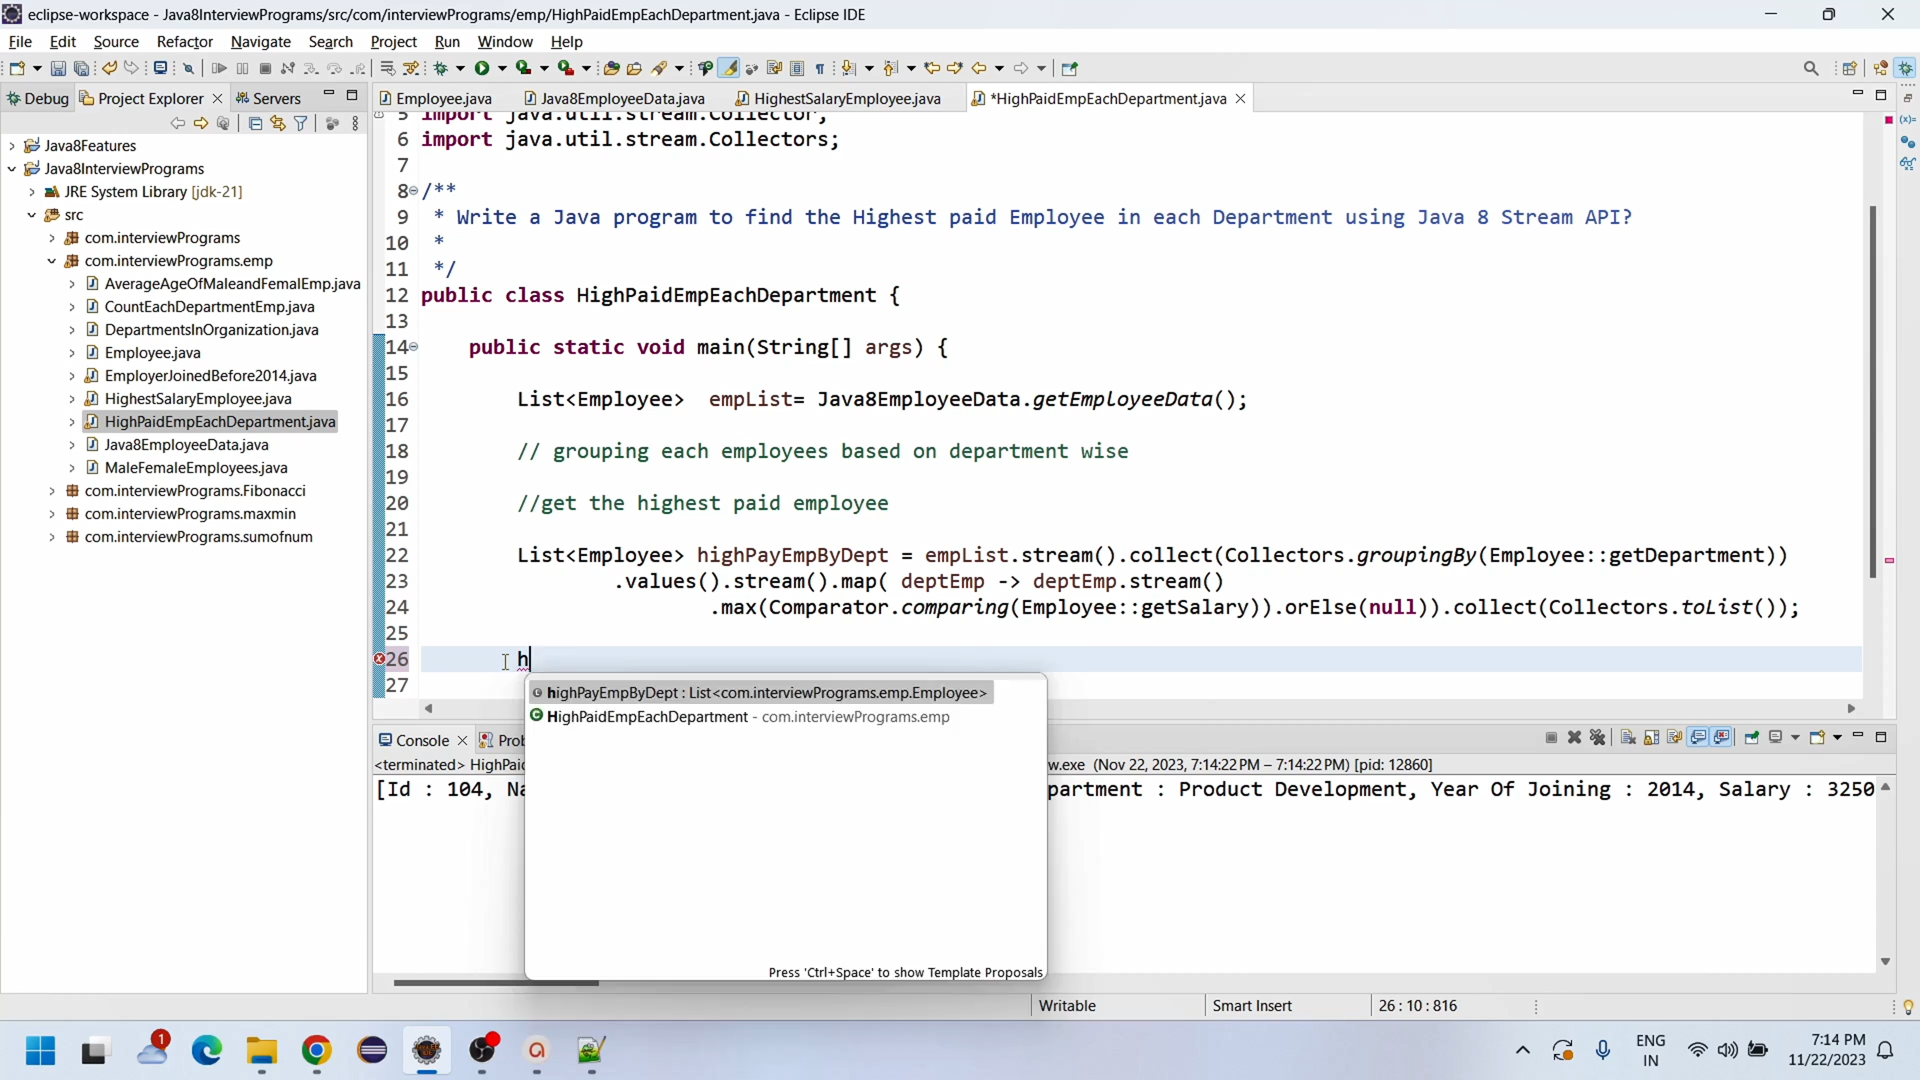 eclipse-workspace - Java8InterviewPrograms/src/com/interviewPrograms/emp/HighPaidEmpEachDepartment.java - Eclipse IDE
File Edit Source Refactor Navigate Search Project Run Window Help
Debug Project Explorer Servers
Employee.java Java8EmployeeData.java HighestSalaryEmployee.java *HighPaidEmpEachDepartment.java
Java8Features
Java8InterviewPrograms
JRE System Library [jdk-21]
src
com.interviewPrograms
com.interviewPrograms.emp
AverageAgeOfMaleandFemalEmp.java
CountEachDepartmentEmp.java
DepartmentsInOrganization.java
Employee.java
EmployerJoinedBefore2014.java
HighestSalaryEmployee.java
HighPaidEmpEachDepartment.java
Java8EmployeeData.java
MaleFemaleEmployees.java
com.interviewPrograms.Fibonacci
com.interviewPrograms.maxmin
com.interviewPrograms.sumofnum
5 import java.util.stream.Collector;
6 import java.util.stream.Collectors;
7
8 /**
9 * Write a Java program to find the Highest paid Employee in each Department using Java 8 Stream API?
10 *
11 */
12 public class HighPaidEmpEachDepartment {
13
14 public static void main(String[] args) {
15
16 List<Employee> empList= Java8EmployeeData.getEmployeeData();
17
18 // grouping each employees based on department wise
19
20 //get the highest paid employee
21
22 List<Employee> highPayEmpByDept = empList.stream().collect(Collectors.groupingBy(Employee::getDepartment))
23 .values().stream().map( deptEmp -> deptEmp.stream()
24 .max(Comparator.comparing(Employee::getSalary)).orElse(null)).collect(Collectors.toList());
25
26 h
27
highPayEmpByDept : List<com.interviewPrograms.emp.Employee>
HighPaidEmpEachDepartment - com.interviewPrograms.emp
Press 'Ctrl+Space' to show Template Proposals
Console
<terminated> w.exe (Nov 22, 2023, 7:14:22 PM – 7:14:22 PM) [pid: 12860]
[Id : 104, : Product Development, Year Of Joining : 2014, Salary : 3250
Writable Smart Insert 26 : 10 : 816
1
ENG
IN
7:14 PM
11/22/2023